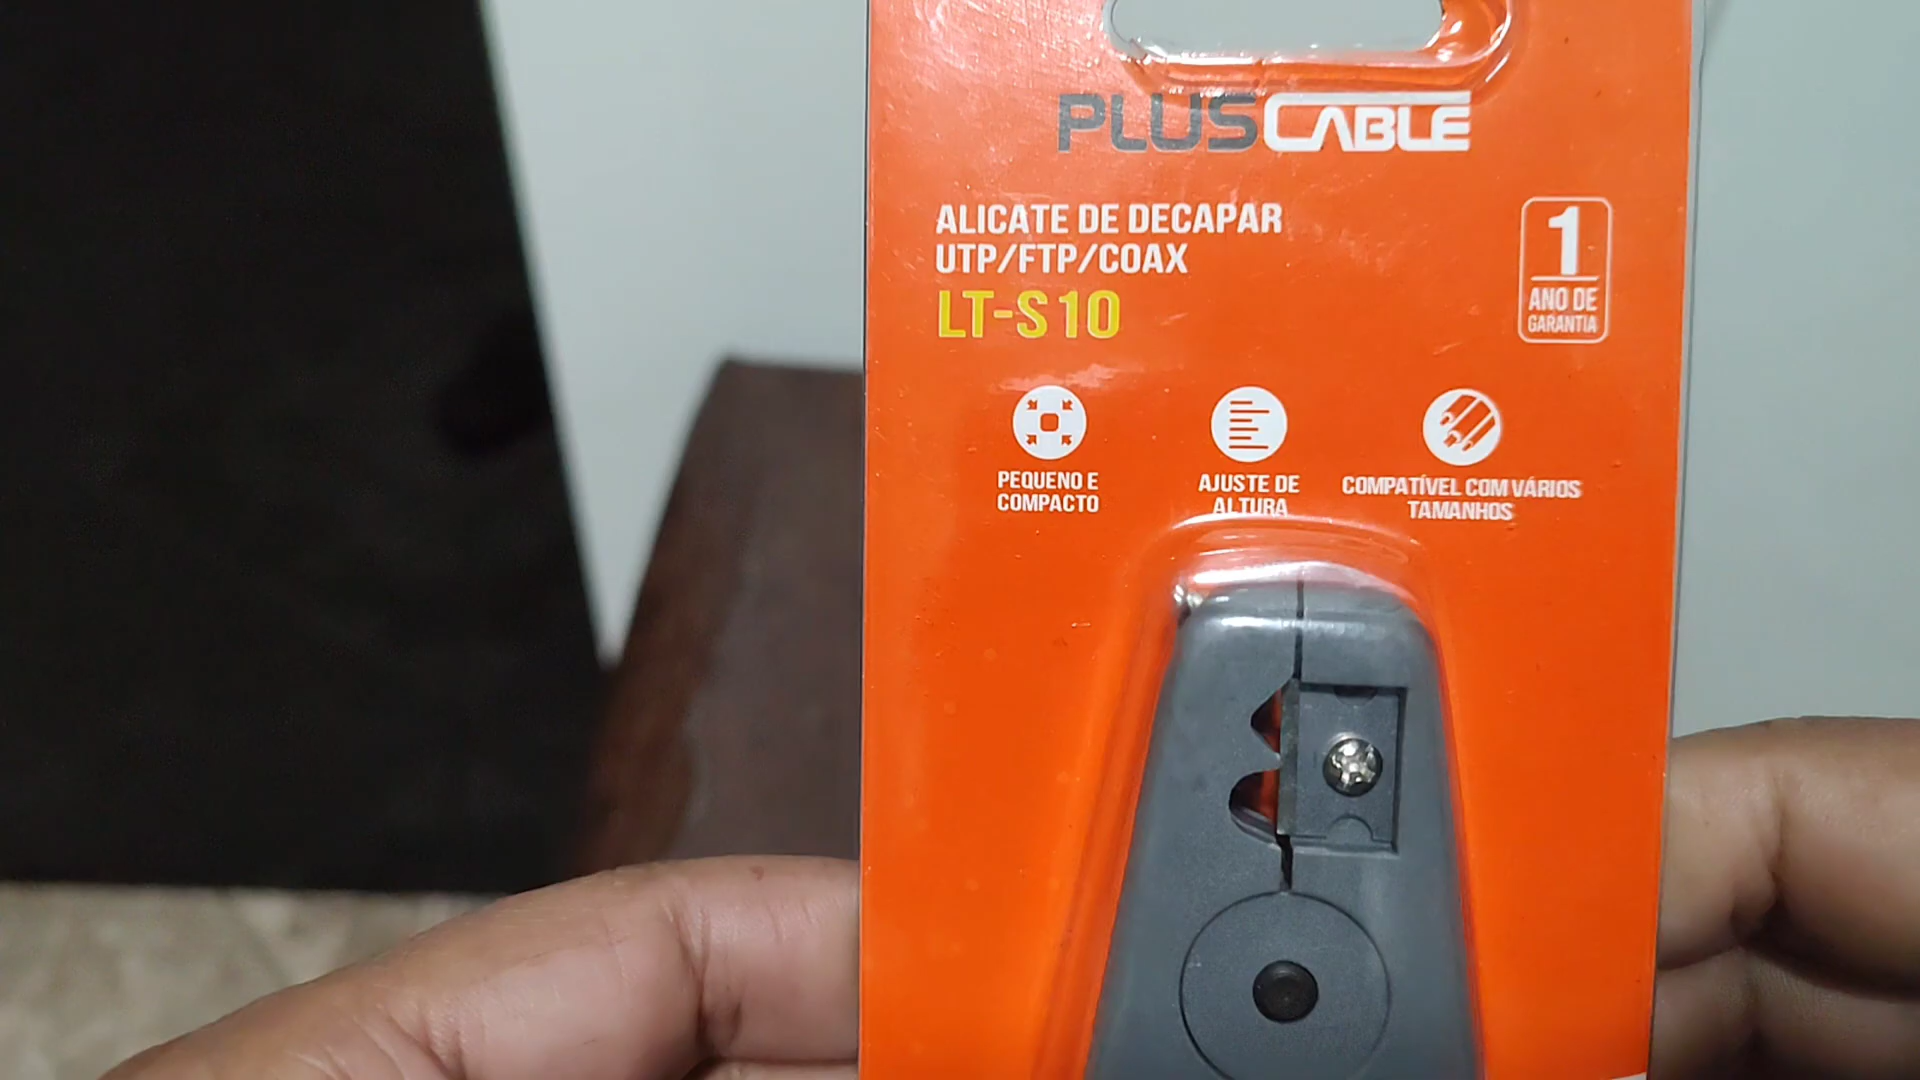 PLUSCABLE
ALICATE DE DECAPAR
UTP/FTP/COAX
LT-S10
1
ANO DE
GARANTIA
PEQUENO E
COMPACTO
AJUSTE DE
ALTURA
COMPATÍVEL COM VÁRIOS
TAMANHOS